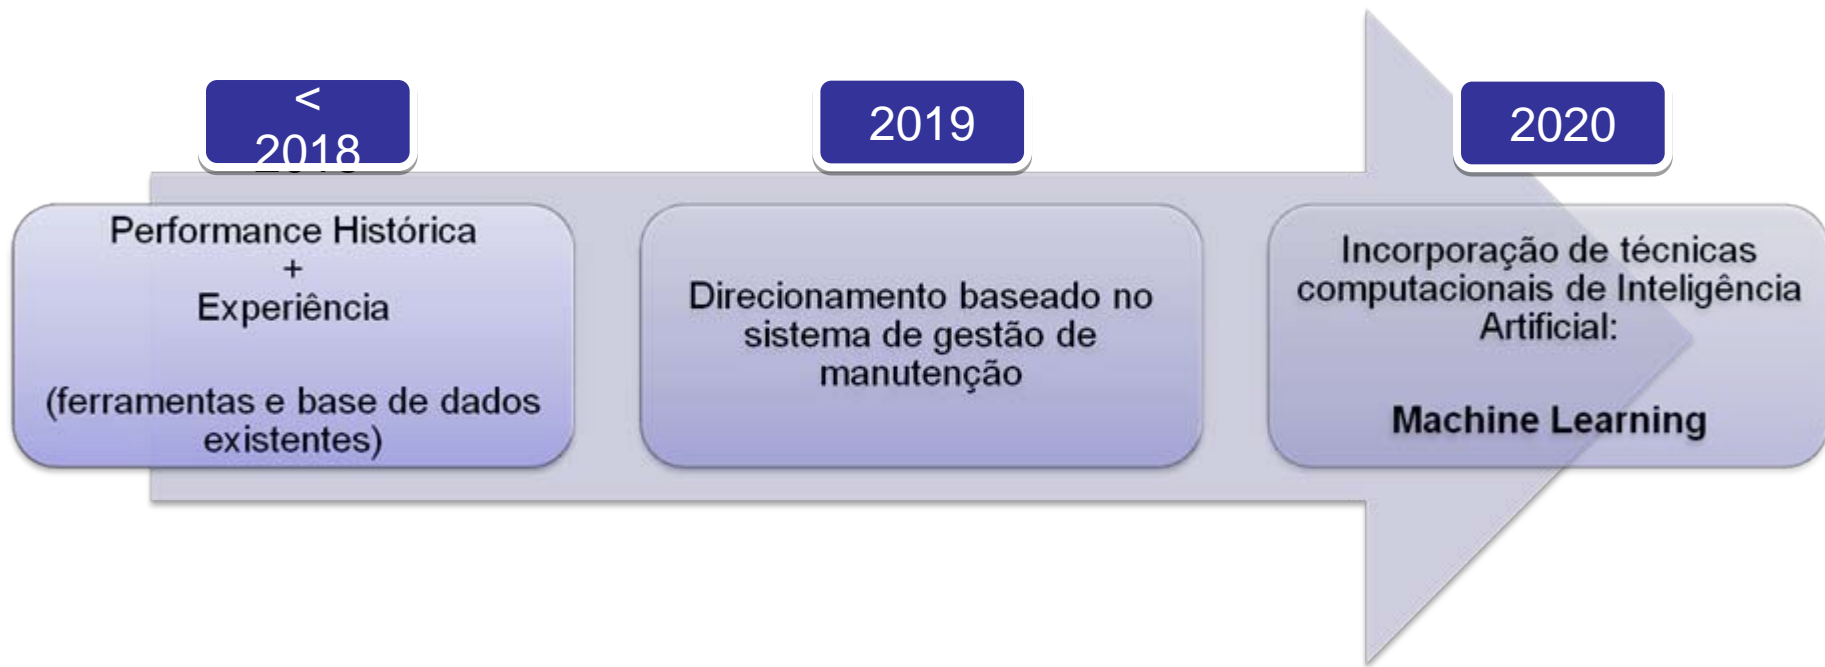 <
2018
2019
2020
Performance Histórica
+
Experiência
(ferramentas e base de dados
existentes)
Direcionamento baseado no
sistema de gestão de
manutenção
Incorporação de técnicas
computacionais de Inteligência
Artificial:
Machine Learning